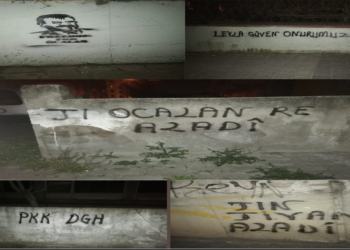 LEYLA GÜVEN ONURUMUZ
JI OCALAN RE
AZADÎ
PKK DGH
JIN
JIYAN
AZADÎ